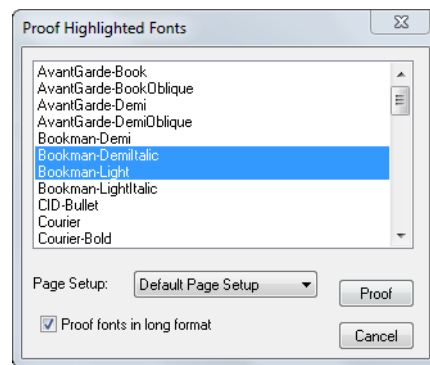 Proof Highlighted Fonts
AvantGarde-Book
AvantGarde-BookOblique
AvantGarde-Demi
AvantGarde-DemiOblique
Bookman-Demi
Bookman-DemiItalic
Bookman-Light
Bookman-LightItalic
CID-Bullet
Courier
Courier-Bold
Page Setup: Default Page Setup
Proof
Proof fonts in long format
Cancel